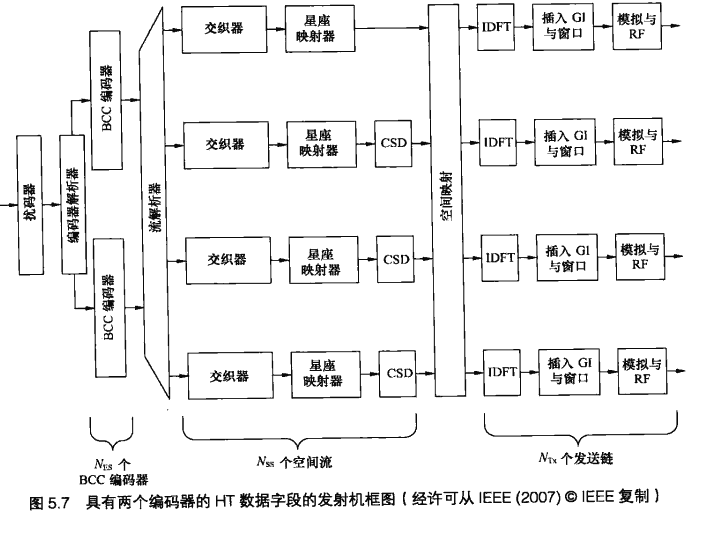 扰码器
编码器解析器
BCC 编码器
BCC 编码器
流解析器
交织器
星座
映射器
空间映射
IDFT
插入 GI
与窗口
模拟与
RF
交织器
星座
映射器
CSD
IDFT
插入 GI
与窗口
模拟与
RF
交织器
星座
映射器
CSD
IDFT
插入 GI
与窗口
模拟与
RF
交织器
星座
映射器
CSD
IDFT
插入 GI
与窗口
模拟与
RF
NES 个
BCC 编码器
NSS 个空间流
NTx 个发送链
图 5.7 具有两个编码器的 HT 数据字段的发射机框图（经许可从 IEEE (2007) © IEEE 复制）